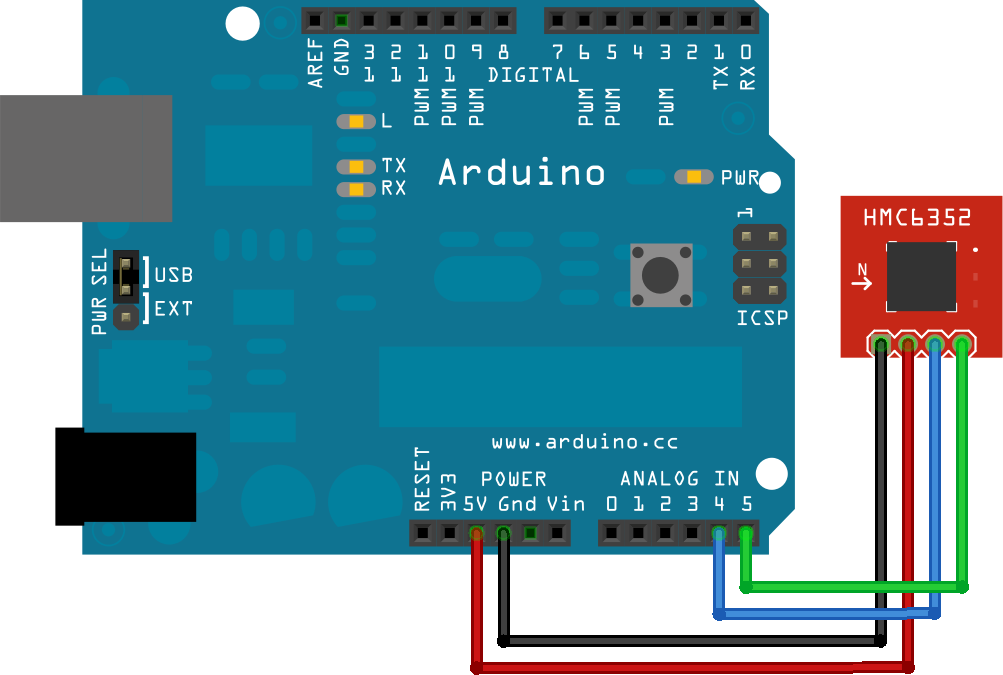 AREF
GND
13
12
11
10
9
8
7
6
5
4
3
2
TX 1
RX 0
DIGITAL
PWM
PWM
PWM
PWM
PWM
PWM
L
TX
RX
Arduino
PWR
1
ICSP
PWR SEL
USB
EXT
www.arduino.cc
RESET
3V3
POWER
5V Gnd Vin
ANALOG IN
0 1 2 3 4 5
HMC6352
N